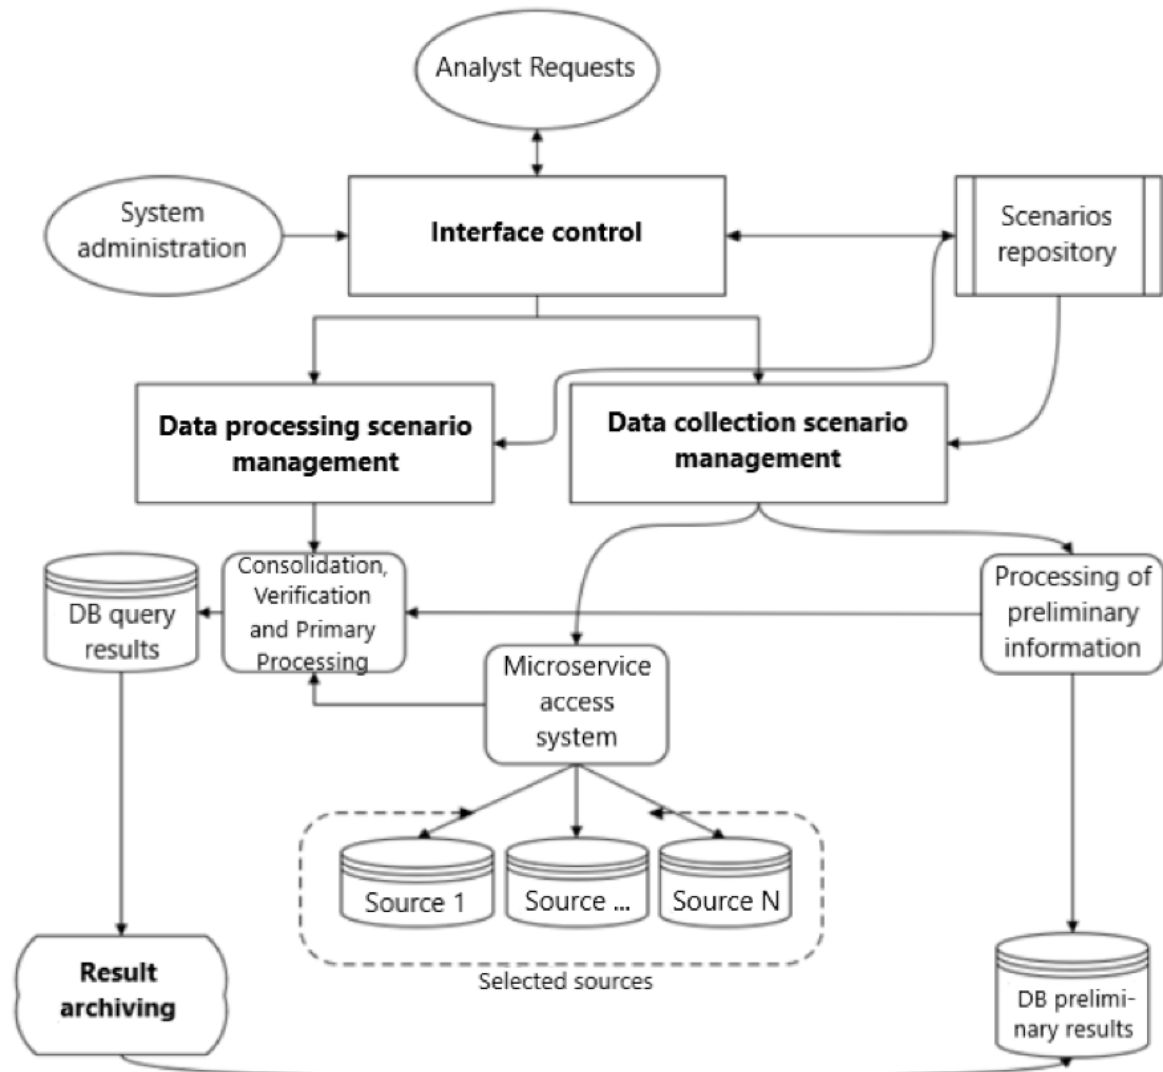 Analyst Requests
System
administration
Interface control
Scenarios
repository
Data processing scenario
management
Data collection scenario
management
DB query
results
Consolidation,
Verification
and Primary
Processing
Processing of
preliminary
information
Microservice
access
system
Source 1
Source ...
Source N
Selected sources
Result
archiving
DB prelimi-
nary results